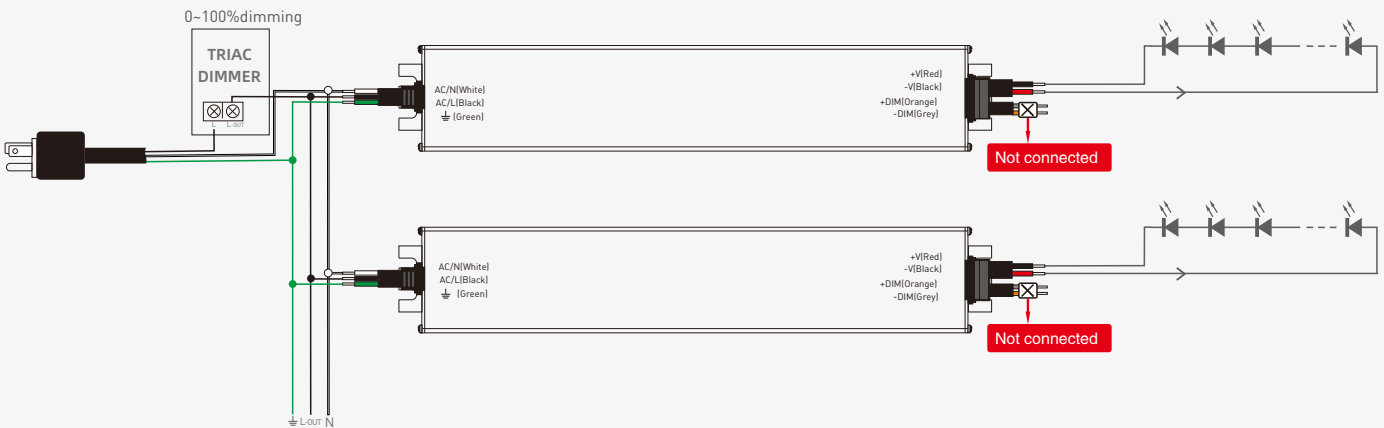 0~100%dimming
TRIAC
DIMMER
L
L-OUT
AC/N(White)
AC/L(Black)
(Green)
+V(Red)
-V(Black)
+DIM(Orange)
-DIM(Grey)
Not connected
AC/N(White)
AC/L(Black)
(Green)
+V(Red)
-V(Black)
+DIM(Orange)
-DIM(Grey)
Not connected
L-OUT N